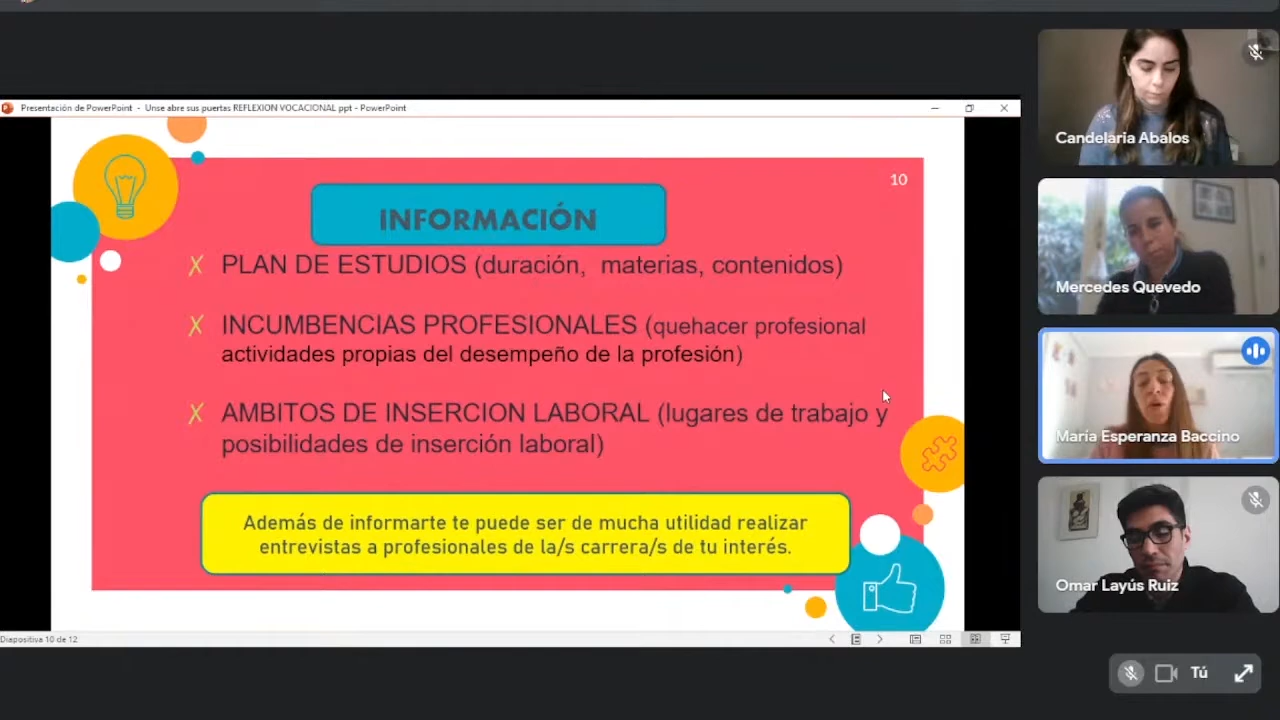 Presentación de PowerPoint - Unse abre sus puertas REFLEXION VOCACIONAL ppt - PowerPoint
10
INFORMACIÓN
X PLAN DE ESTUDIOS (duración, materias, contenidos)
X INCUMBENCIAS PROFESIONALES (quehacer profesional
actividades propias del desempeño de la profesión)
X AMBITOS DE INSERCION LABORAL (lugares de trabajo y
posibilidades de inserción laboral)
Además de informarte te puede ser de mucha utilidad realizar
entrevistas a profesionales de la/s carrera/s de tu interés.
Diapositiva 10 de 12
Candelaria Abalos
Mercedes Quevedo
María Esperanza Baccino
Omar Layús Ruiz
Tú